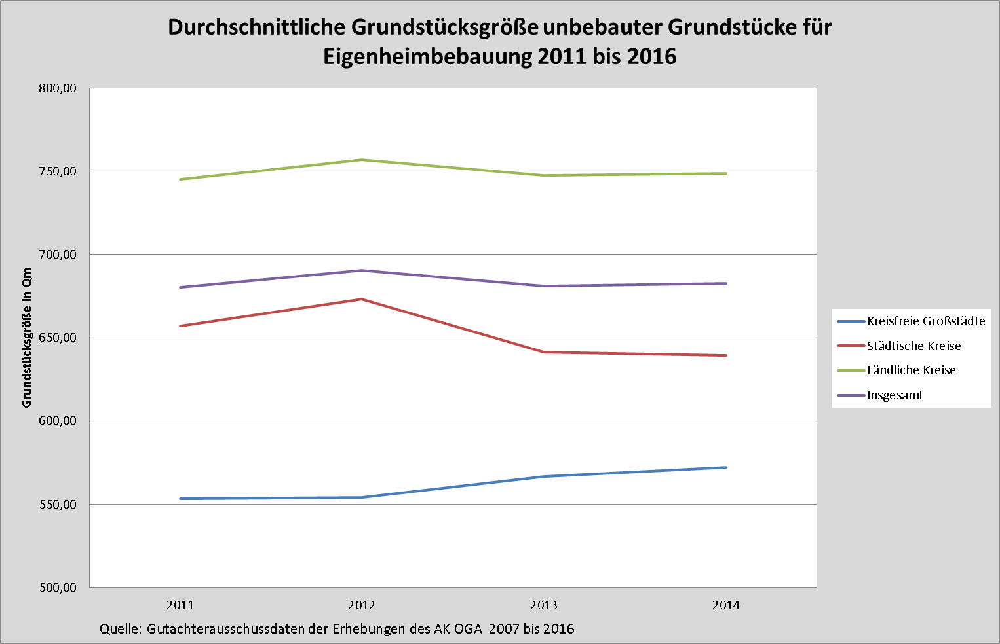 Durchschnittliche Grundstücksgröße unbebauter Grundstücke für
Eigenheimbebauung 2011 bis 2016
800,00
750,00
700,00
650,00
600,00
550,00
500,00
Grundstücksgröße in Qm
2011
2012
2013
2014
Kreisfreie Großstädte
Städtische Kreise
Ländliche Kreise
Insgesamt
Quelle: Gutachterausschussdaten der Erhebungen des AK OGA 2007 bis 2016